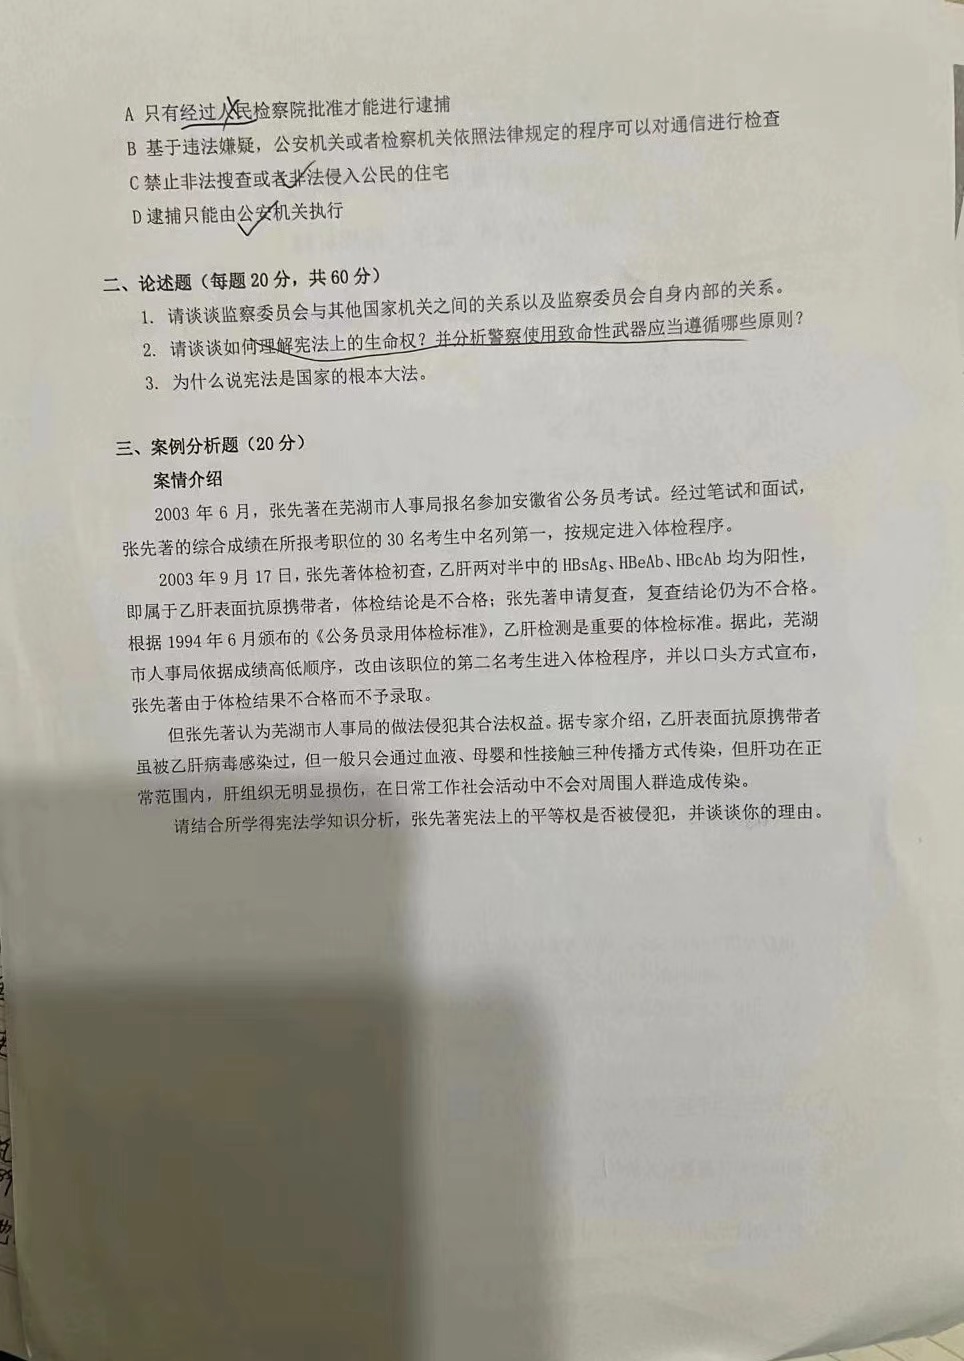 A 只有经过人民检察院批准才能进行逮捕
B 基于违法嫌疑，公安机关或者检察机关依照法律规定的程序可以对通信进行检查
C 禁止非法搜查或者非法侵入公民的住宅
D 逮捕只能由公安机关执行
二、论述题（每题 20 分，共 60 分）
1. 请谈谈监察委员会与其他国家机关之间的关系以及监察委员会自身内部的关系。
2. 请谈谈如何理解宪法上的生命权？并分析警察使用致命性武器应当遵循哪些原则？
3. 为什么说宪法是国家的根本大法。
三、案例分析题（20 分）
案情介绍
2003 年 6 月，张先著在芜湖市人事局报名参加安徽省公务员考试。经过笔试和面试，
张先著的综合成绩在所报考职位的 30 名考生中名列第一，按规定进入体检程序。
2003 年 9 月 17 日，张先著体检初查，乙肝两对半中的 HBsAg、HBeAb、HBcAb 均为阳性，
即属于乙肝表面抗原携带者，体检结论是不合格；张先著申请复查，复查结论仍为不合格。
根据 1994 年 6 月颁布的《公务员录用体检标准》，乙肝检测是重要的体检标准。据此，芜湖
市人事局依据成绩高低顺序，改由该职位的第二名考生进入体检程序，并以口头方式宣布，
张先著由于体检结果不合格而不予录取。
但张先著认为芜湖市人事局的做法侵犯其合法权益。据专家介绍，乙肝表面抗原携带者
虽被乙肝病毒感染过，但一般只会通过血液、母婴和性接触三种传播方式传染，但肝功在正
常范围内，肝组织无明显损伤，在日常工作社会活动中不会对周围人群造成传染。
请结合所学得宪法学知识分析，张先著宪法上的平等权是否被侵犯，并谈谈你的理由。